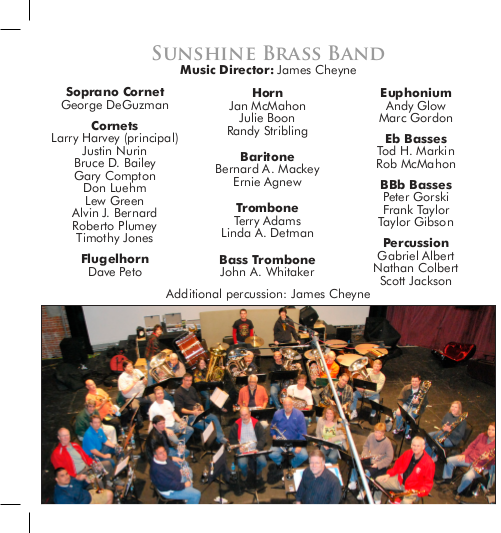 Sunshine Brass Band
Music Director: James Cheyne
Soprano Cornet
George DeGuzman
Cornets
Larry Harvey (principal)
Justin Nurin
Bruce D. Bailey
Gary Compton
Don Luehm
Lew Green
Alvin J. Bernard
Roberto Plumey
Timothy Jones
Flugelhorn
Dave Peto
Horn
Jan McMahon
Julie Boon
Randy Stribling
Baritone
Bernard A. Mackey
Ernie Agnew
Trombone
Terry Adams
Linda A. Detman
Bass Trombone
John A. Whitaker
Euphonium
Andy Glow
Marc Gordon
Eb Basses
Tod H. Markin
Rob McMahon
BBb Basses
Peter Gorski
Frank Taylor
Taylor Gibson
Percussion
Gabriel Albert
Nathan Colbert
Scott Jackson
Additional percussion: James Cheyne